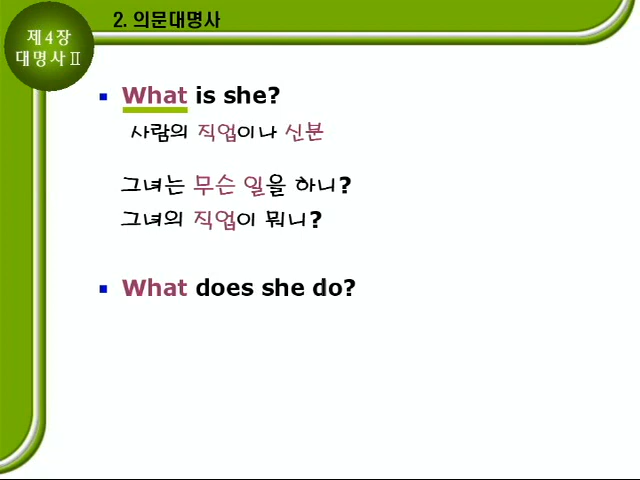 2. 의문대명사
제4장
대명사Ⅱ
What is she?
사람의 직업이나 신분
그녀는 무슨 일을 하니?
그녀의 직업이 뭐니?
What does she do?